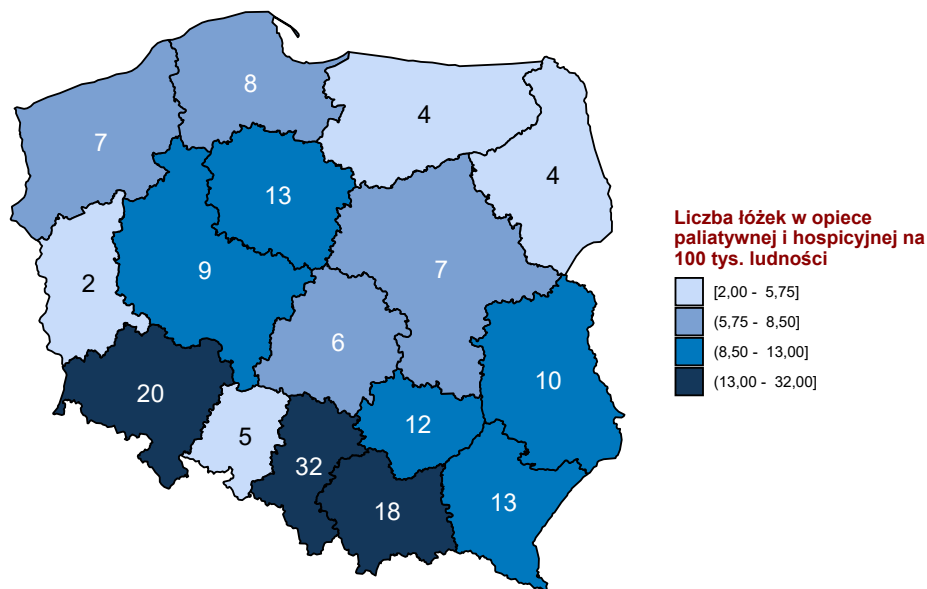 8
4
7
4
13
9
2
7
6
20
10
12
5
32
13
18
Liczba łóżek w opiece
paliatywnej i hospicyjnej na
100 tys. ludności
[2,00 - 5,75]
(5,75 - 8,50]
(8,50 - 13,00]
(13,00 - 32,00]